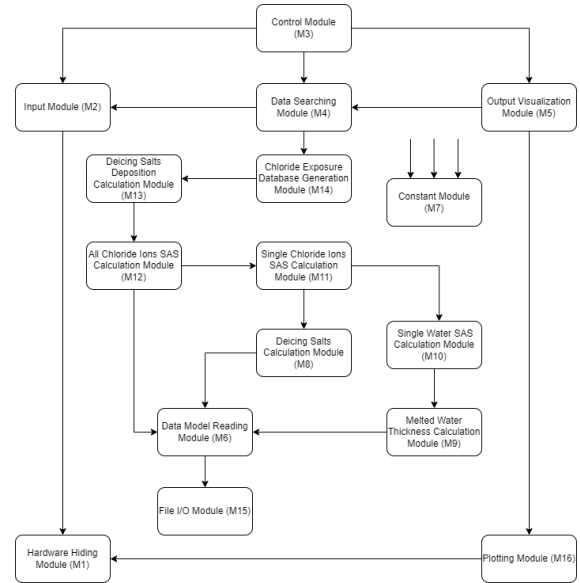 Control Module
(M3)
Input Module (M2)
Data Searching
Module (M4)
Output Visualization
Module (M5)
Deicing Salts
Deposition
Calculation Module
(M13)
Chloride Exposure
Database Generation
Module (M14)
Constant Module
(M7)
All Chloride Ions SAS
Calculation Module
(M12)
Single Chloride Ions
SAS Calculation
Module (M11)
Single Water SAS
Calculation Module
(M10)
Deicing Salts
Calculation Module
(M8)
Data Model Reading
Module (M6)
Melted Water
Thickness Calculation
Module (M9)
File I/O Module (M15)
Hardware Hiding
Module (M1)
Plotting Module (M16)